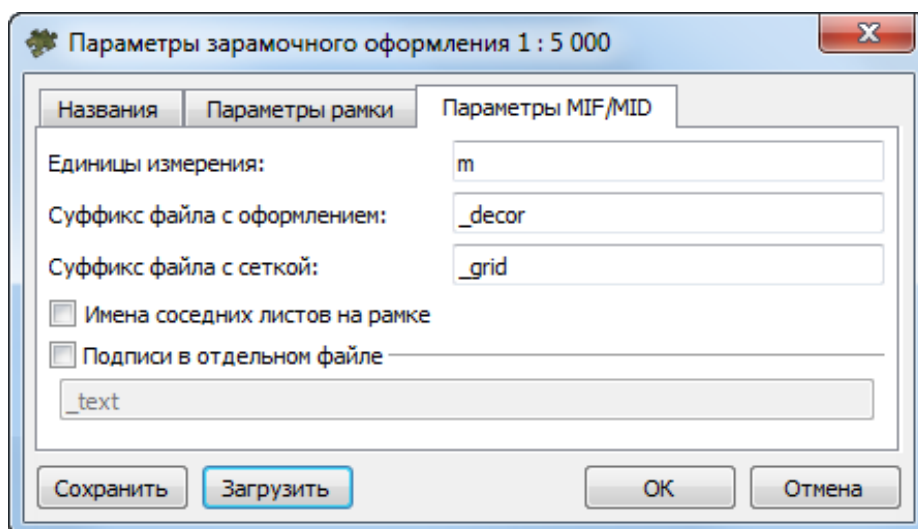 Параметры зарамочного оформления 1 : 5 000
Названия Параметры рамки Параметры MIF/MID
Единицы измерения: m
Суффикс файла с оформлением: _decor
Суффикс файла с сеткой: _grid
Имена соседних листов на рамке
Подписи в отдельном файле
_text
Сохранить Загрузить OK Отмена